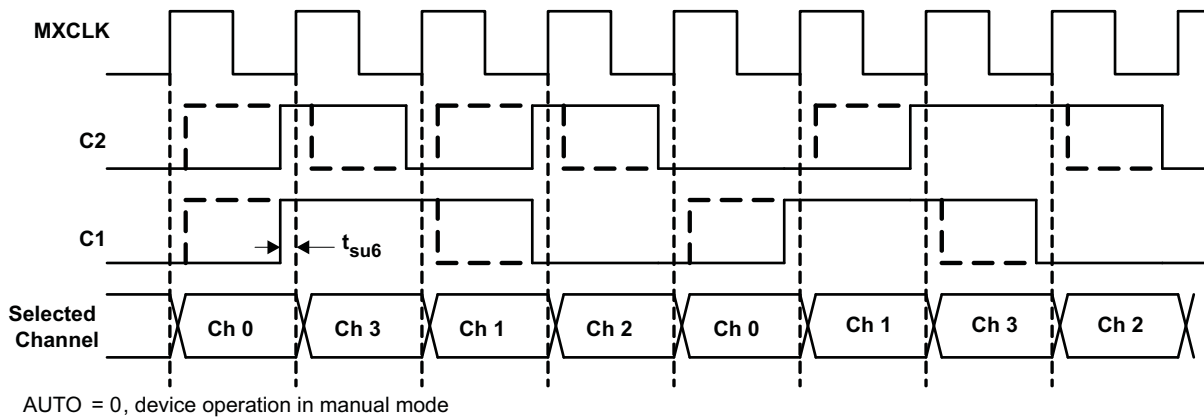 MXCLK
C2
C1
t_su6
Selected
Channel
Ch 0 Ch 3 Ch 1 Ch 2 Ch 0 Ch 1 Ch 3 Ch 2
AUTO = 0, device operation in manual mode